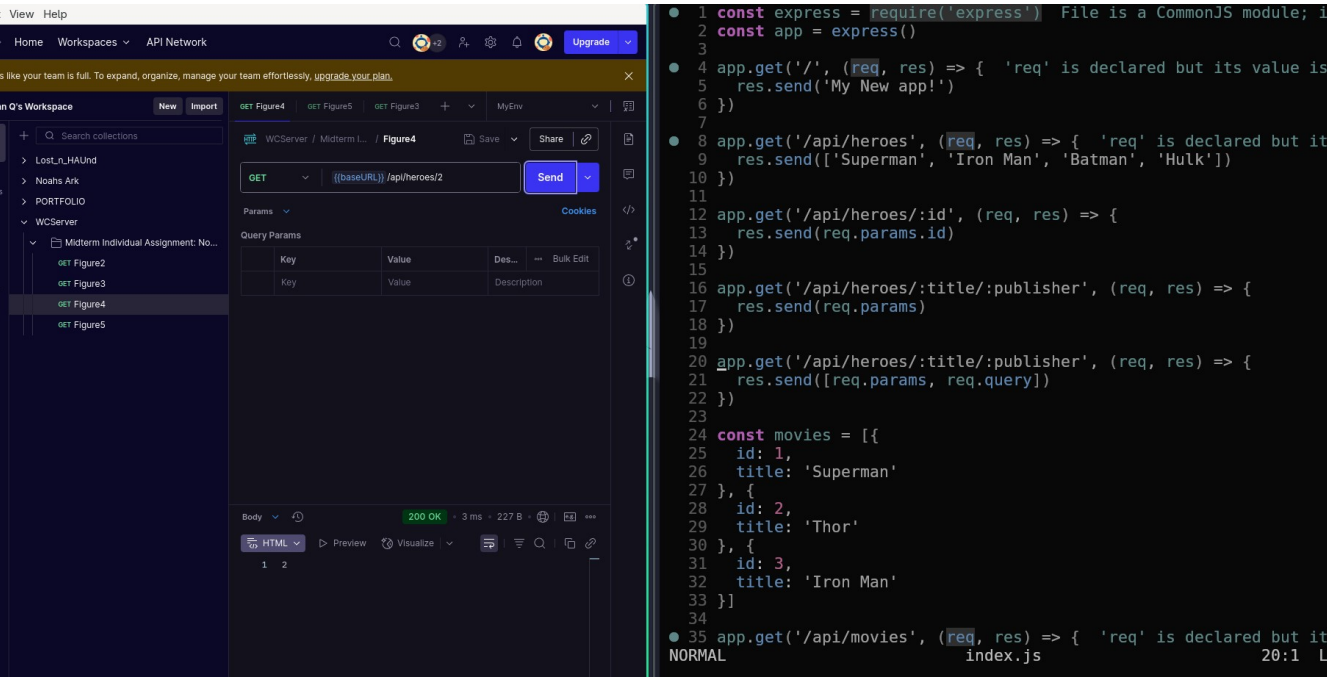 View Help
Home Workspaces API Network +2 Upgrade
s like your team is full. To expand, organize, manage your team effortlessly, upgrade your plan.
n Q's Workspace New Import
Search collections
Lost_n_HAUnd
Noahs Ark
PORTFOLIO
WCServer
Midterm Individual Assignment: No...
GET Figure2
GET Figure3
GET Figure4
GET Figure5
GET Figure4 GET Figure5 GET Figure3 MyEnv
HTTP WCServer / Midterm I... / Figure4 Save Share
GET {{baseURL}} /api/heroes/2 Send
Params Cookies
Query Params
Key Value Des... Bulk Edit
Key Value Description
Body 200 OK 3 ms 227 B e.g.
HTML Preview Visualize
1 2
1 const express = require('express') File is a CommonJS module; i
2 const app = express()
3
4 app.get('/', (req, res) => { 'req' is declared but its value is
5 res.send('My New app!')
6 })
7
8 app.get('/api/heroes', (req, res) => { 'req' is declared but it
9 res.send(['Superman', 'Iron Man', 'Batman', 'Hulk'])
10 })
11
12 app.get('/api/heroes/:id', (req, res) => {
13 res.send(req.params.id)
14 })
15
16 app.get('/api/heroes/:title/:publisher', (req, res) => {
17 res.send(req.params)
18 })
19
20 app.get('/api/heroes/:title/:publisher', (req, res) => {
21 res.send([req.params, req.query])
22 })
23
24 const movies = [{
25 id: 1,
26 title: 'Superman'
27 }, {
28 id: 2,
29 title: 'Thor'
30 }, {
31 id: 3,
32 title: 'Iron Man'
33 }]
34
35 app.get('/api/movies', (req, res) => { 'req' is declared but it
NORMAL index.js 20:1 L